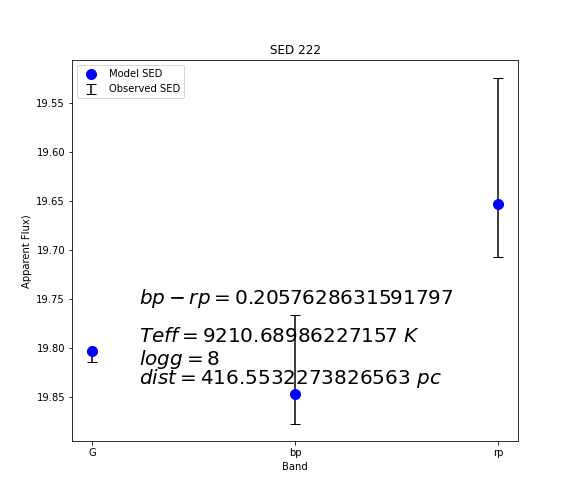 SED 222
Model SED
Observed SED
19.55
19.60
19.65
19.70
19.75
19.80
19.85
Apparent Flux)
bp − rp = 0.2057628631591797
Teff = 9210.68986227157 K
logg = 8
dist = 416.5532273826563 pc
G
bp
rp
Band